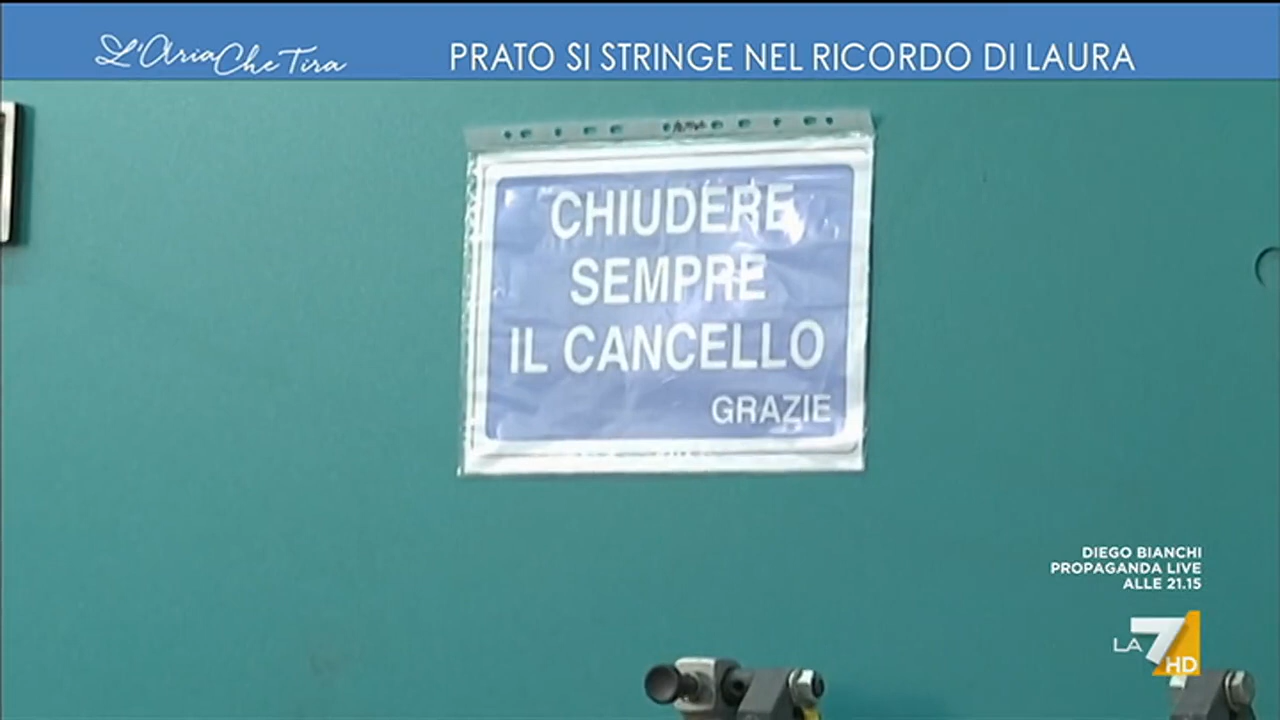 L'Aria Che Tira
PRATO SI STRINGE NEL RICORDO DI LAURA
CHIUDERE
SEMPRE
IL CANCELLO
GRAZIE
DIEGO BIANCHI
PROPAGANDA LIVE
ALLE 21.15
LA 7 HD